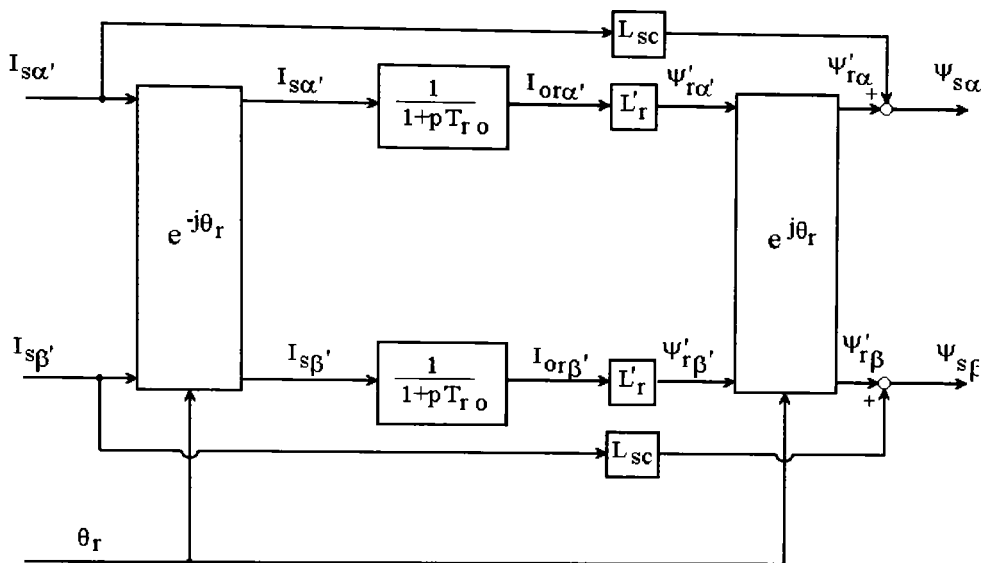 L_sc
I_sα' I_sα' 1/(1+pT_ro) I_orα' L'_r Ψ'_rα' Ψ'_rα + Ψ_sα
e^-jθ_r e^jθ_r
I_sβ' I_sβ' 1/(1+pT_ro) I_orβ' L'_r Ψ'_rβ' Ψ'_rβ + Ψ_sβ
L_sc
θ_r